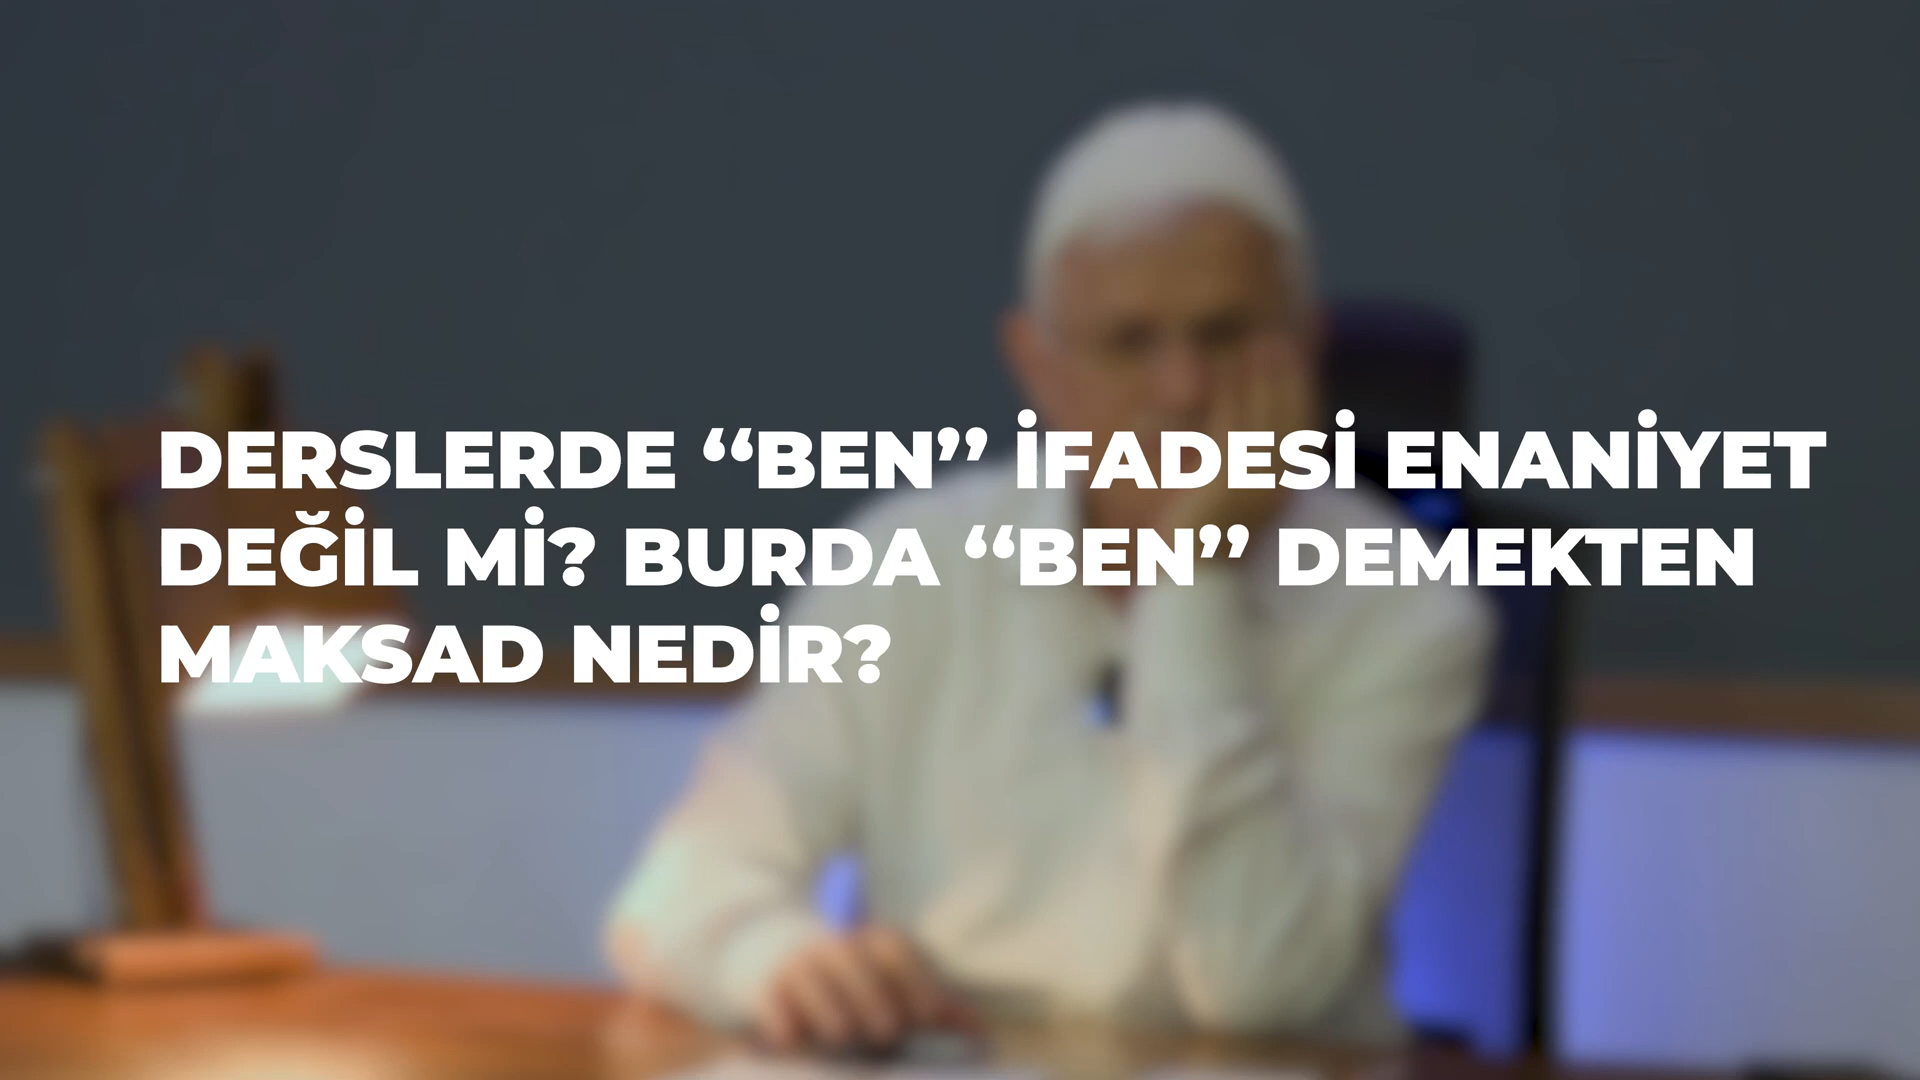 DERSLERDE “BEN” İFADESİ ENANİYET
DEĞİL Mİ? BURDA “BEN” DEMEKTEN
MAKSAD NEDİR?